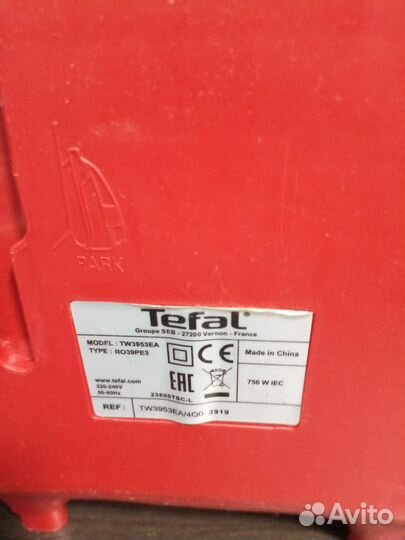 PARK
Tefal
Groupe SEB - 27200 Vernon - France
MODEL : TW3953EA
TYPE : RO39PE3
CE
Made in China
www.tefal.com
220-240V
50-60Hz
EAC
23600TSC-L
750 W IEC
REF : TW3953EA/4Q0- 3919
Avito